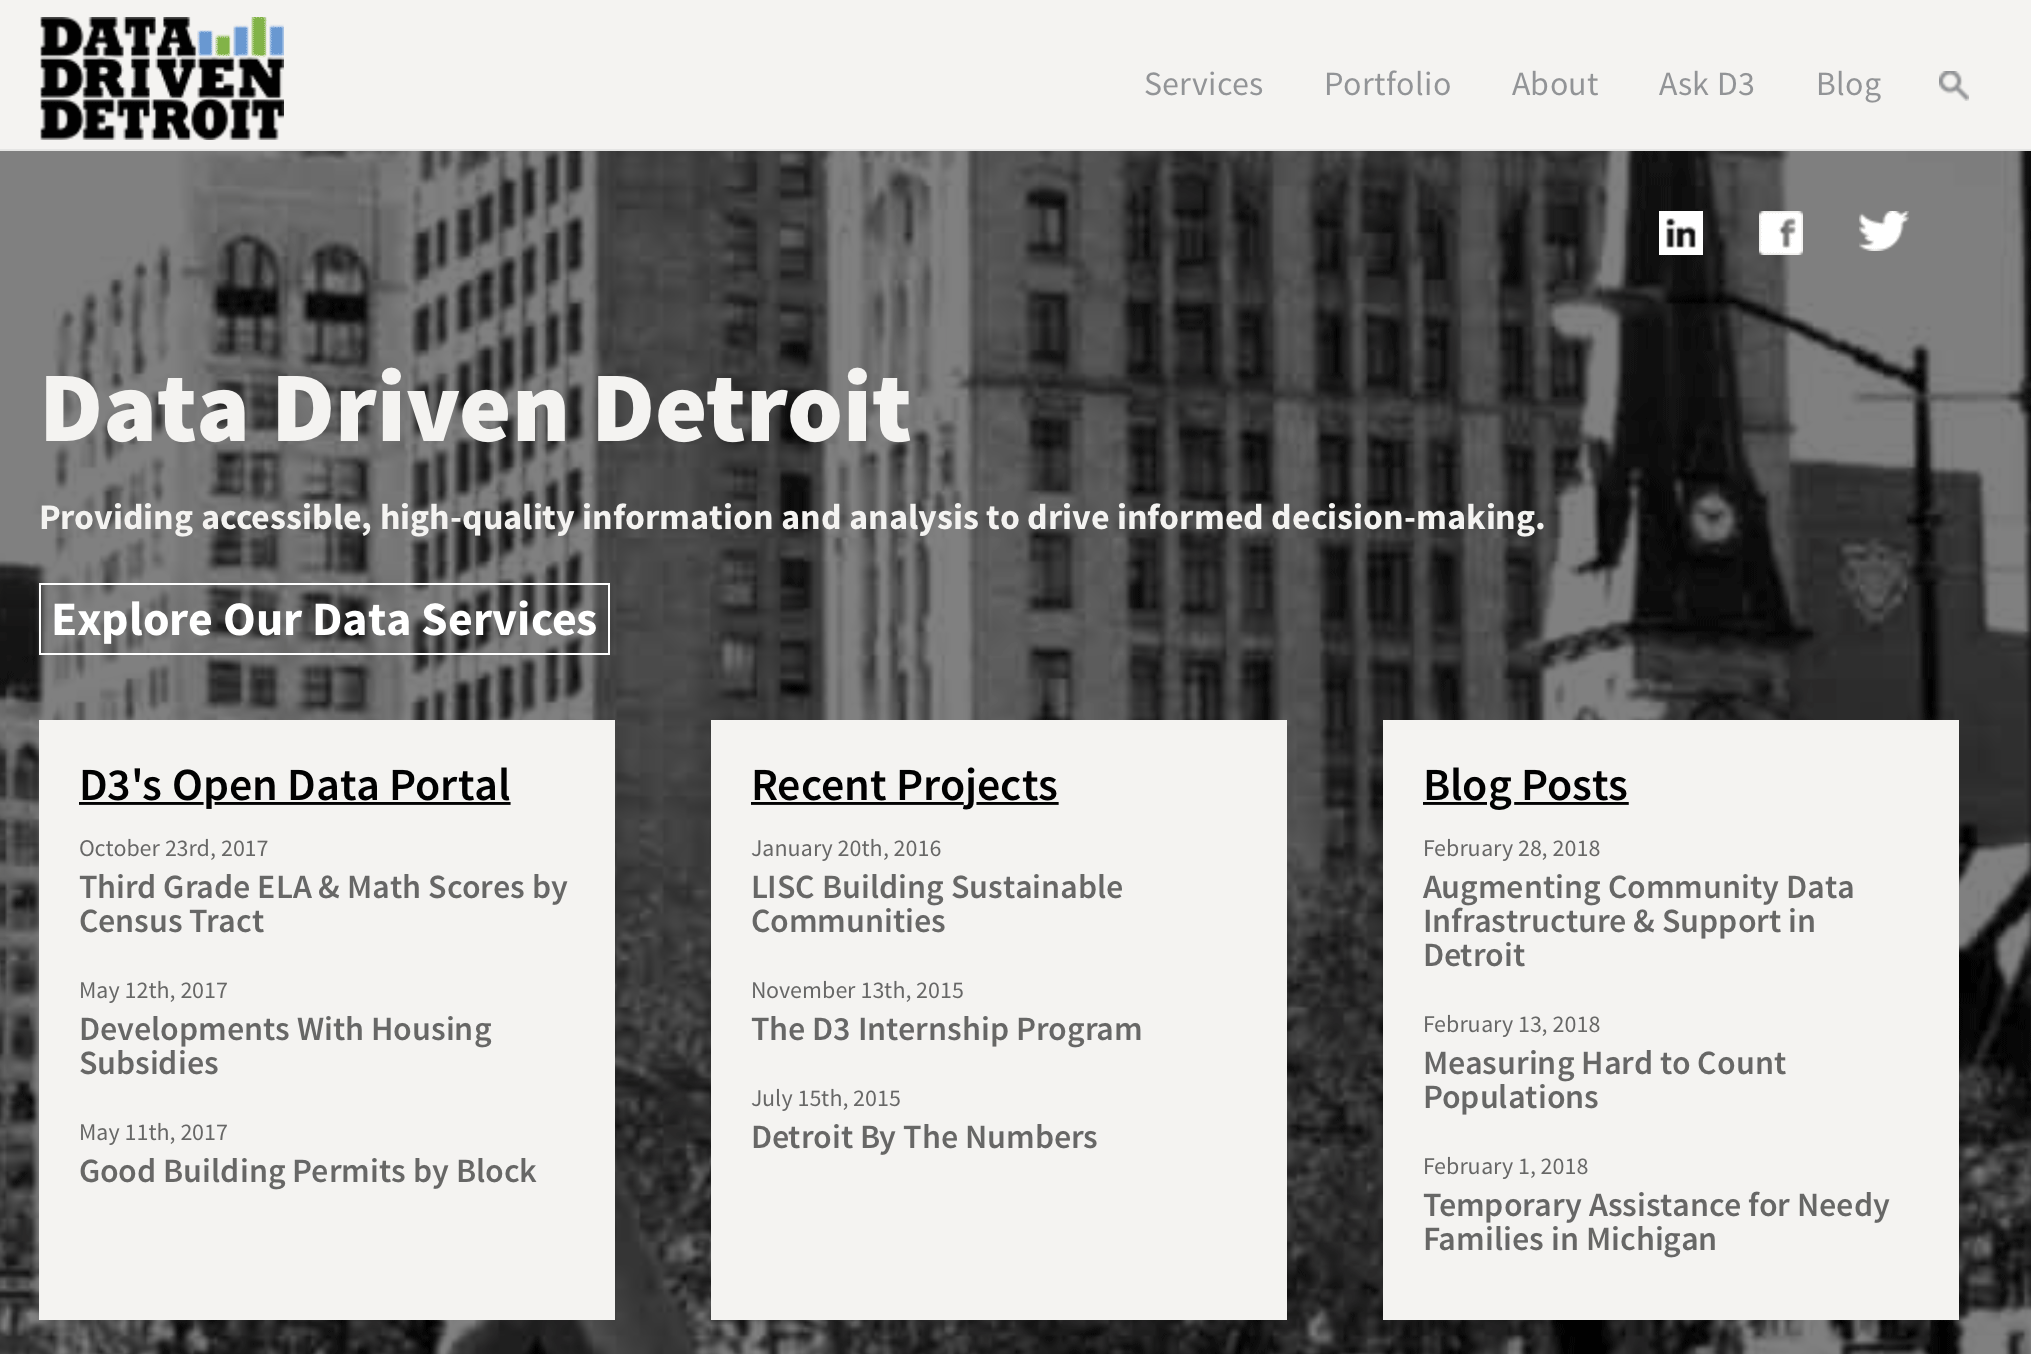 DATA
DRIVEN
DETROIT
Services
Portfolio
About
Ask D3
Blog
in
f
Data Driven Detroit
Providing accessible, high-quality information and analysis to drive informed decision-making.
Explore Our Data Services
D3's Open Data Portal
October 23rd, 2017
Third Grade ELA & Math Scores by
Census Tract
May 12th, 2017
Developments With Housing
Subsidies
May 11th, 2017
Good Building Permits by Block
Recent Projects
January 20th, 2016
LISC Building Sustainable
Communities
November 13th, 2015
The D3 Internship Program
July 15th, 2015
Detroit By The Numbers
Blog Posts
February 28, 2018
Augmenting Community Data
Infrastructure & Support in
Detroit
February 13, 2018
Measuring Hard to Count
Populations
February 1, 2018
Temporary Assistance for Needy
Families in Michigan